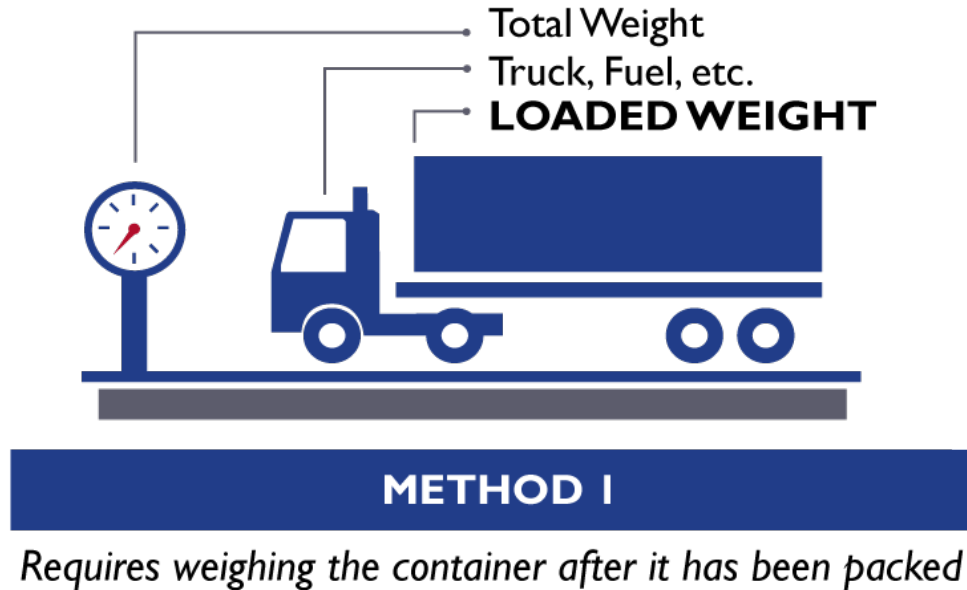 Total Weight
Truck, Fuel, etc.
LOADED WEIGHT
METHOD 1
Requires weighing the container after it has been packed